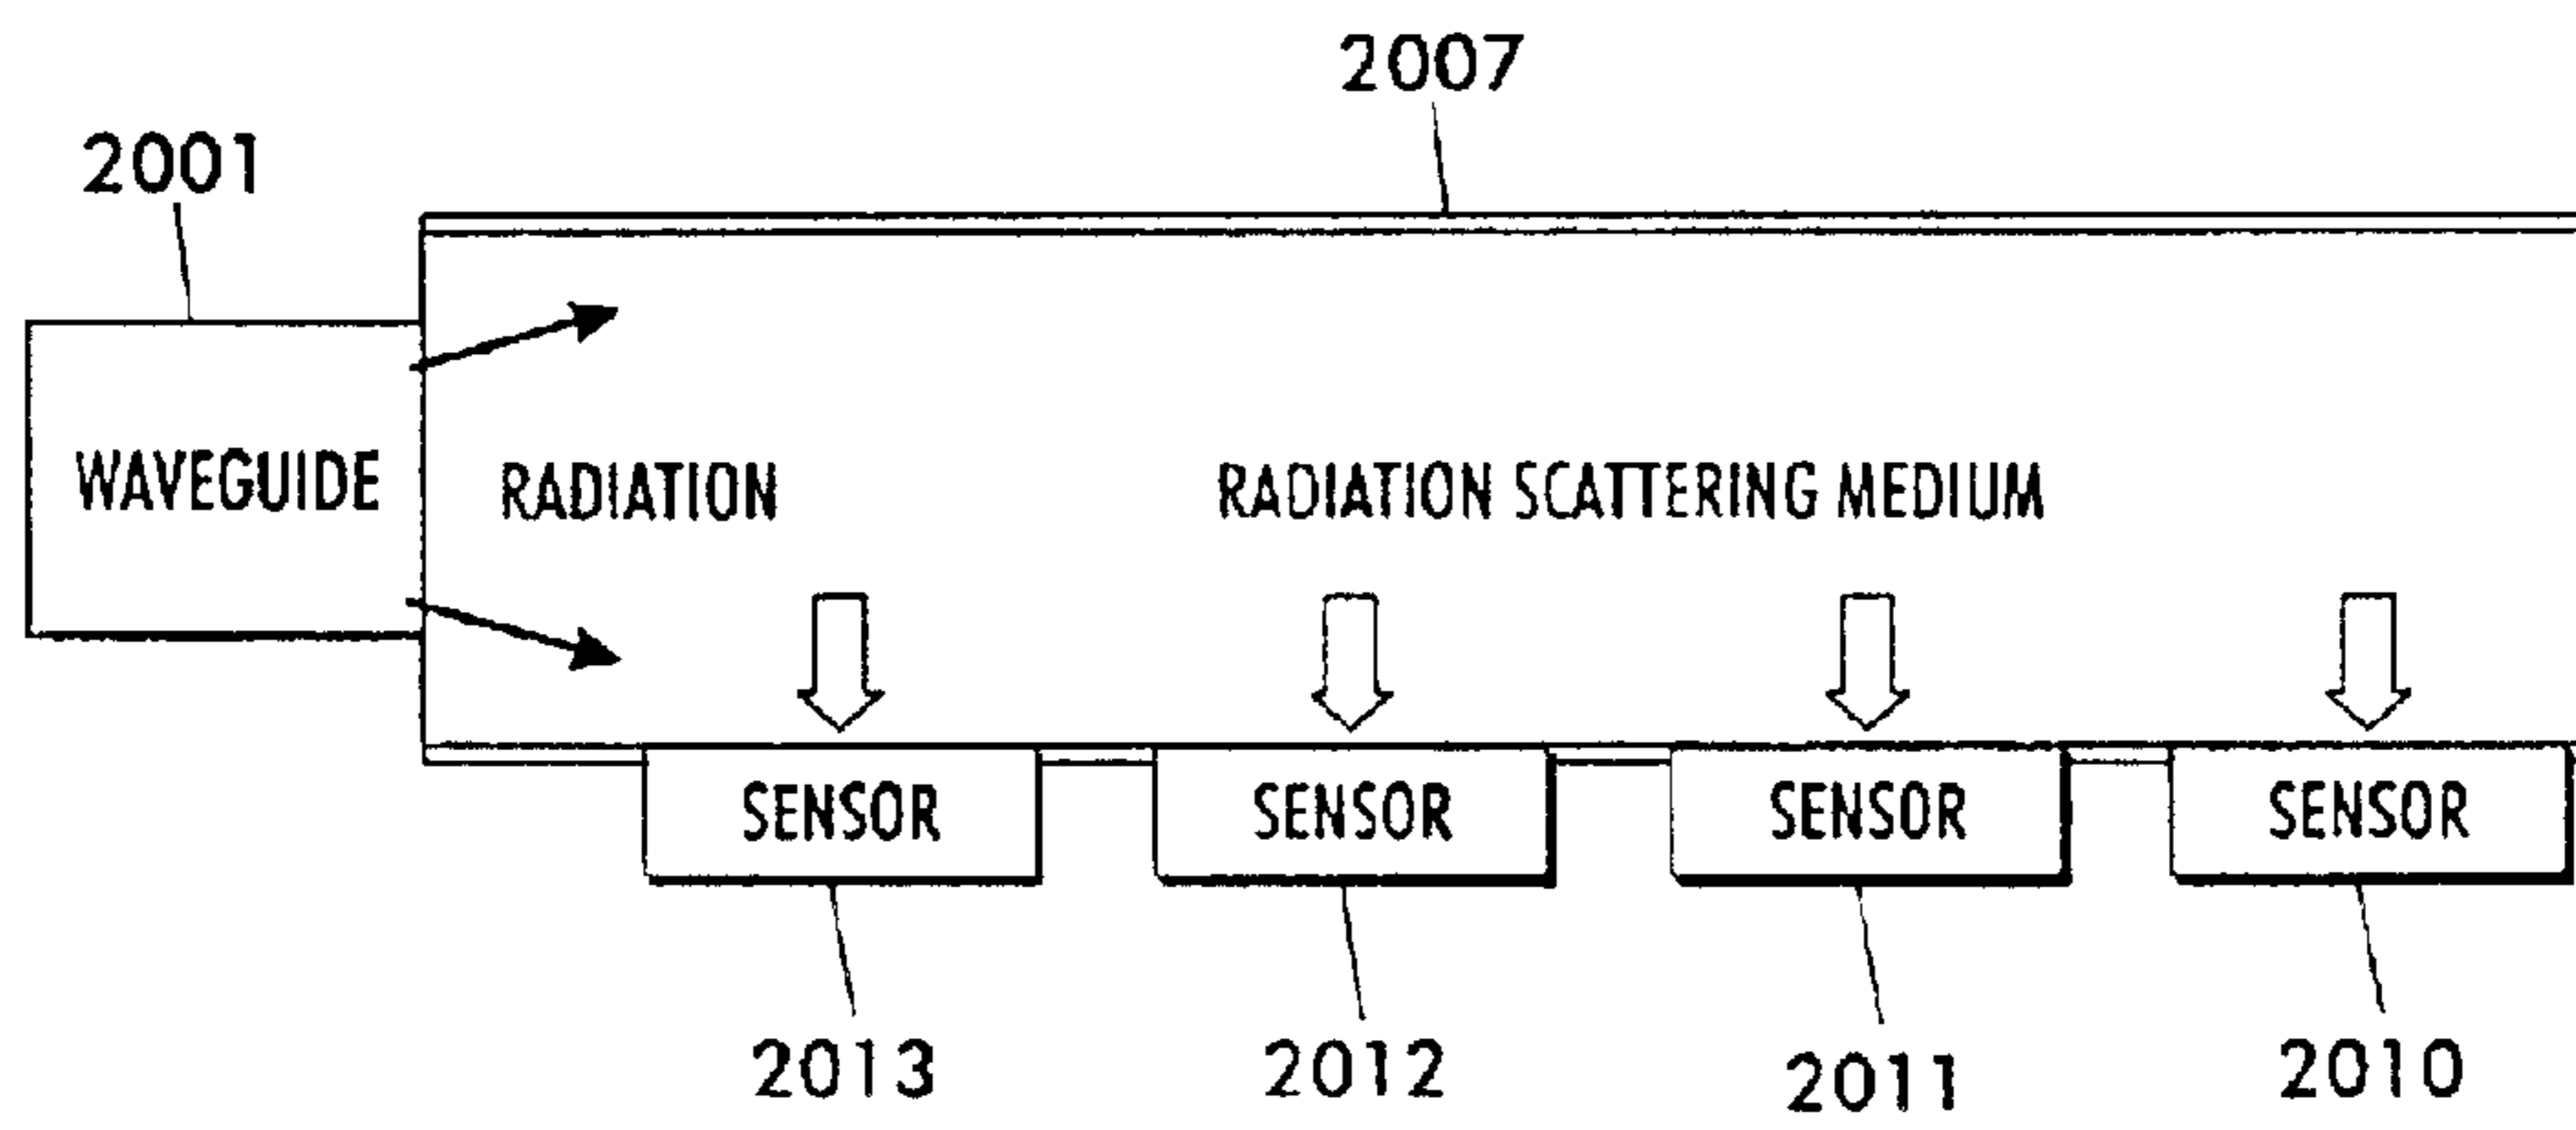 2007
2001
WAVEGUIDE
RADIATION
RADIATION SCATTERING MEDIUM
SENSOR
SENSOR
SENSOR
SENSOR
2013
2012
2011
2010